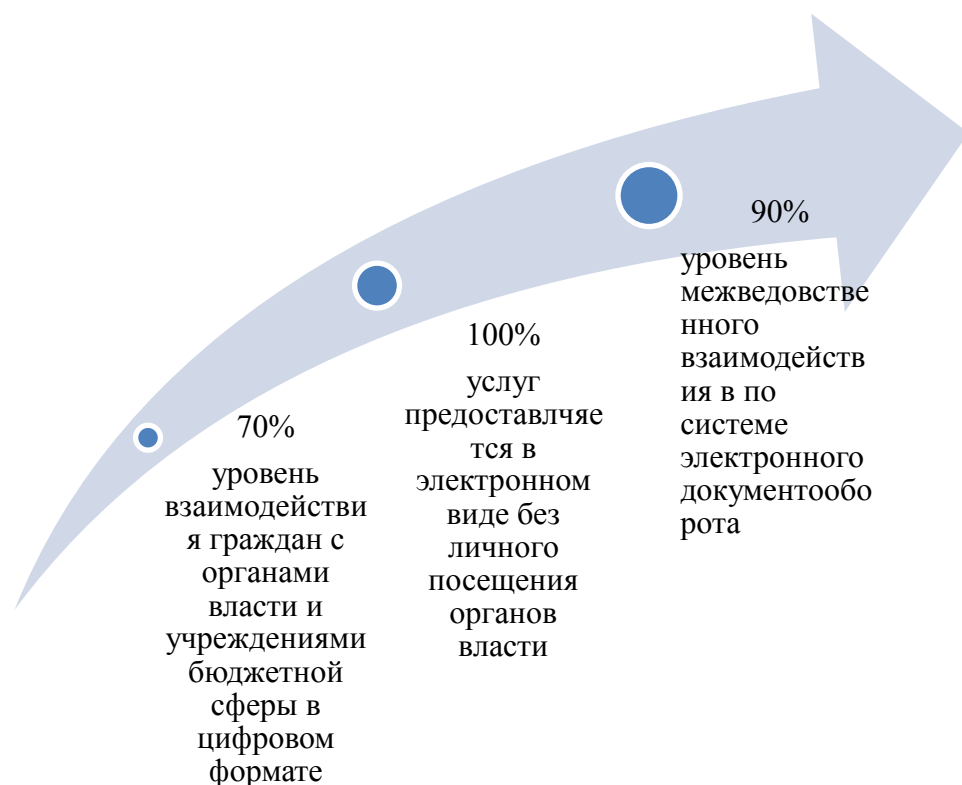 70%
уровень
взаимодействи
я граждан с
органами
власти и
учреждениями
бюджетной
сферы в
цифровом
формате
100%
услуг
предоставлчяе
тся в
электронном
виде без
личного
посещения
органов
власти
90%
уровень
межведовстве
нного
взаимодейств
ия в по
системе
электронного
документообо
рота